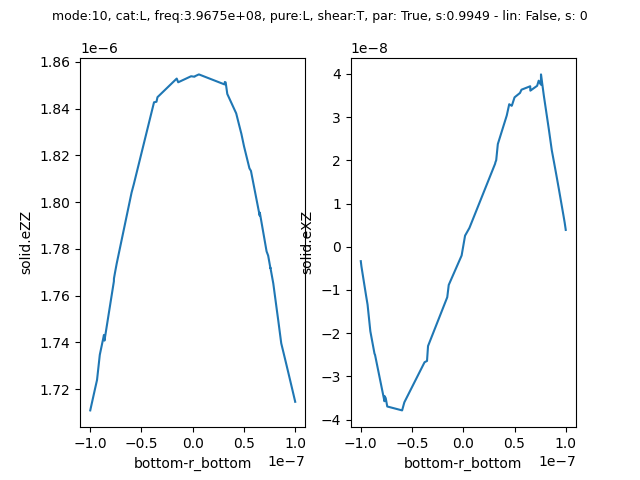 mode:10, cat:L, freq:3.9675e+08, pure:L, shear:T, par: True, s:0.9949 - lin: False, s: 0
1e−6
1.86
1.84
1.82
1.80
1.78
1.76
1.74
1.72
solid.eZZ
−1.0 −0.5 0.0 0.5 1.0
bottom-r_bottom 1e−7
1e−8
4
3
2
1
0
−1
−2
−3
−4
solid.eXZ
−1.0 −0.5 0.0 0.5 1.0
bottom-r_bottom 1e−7